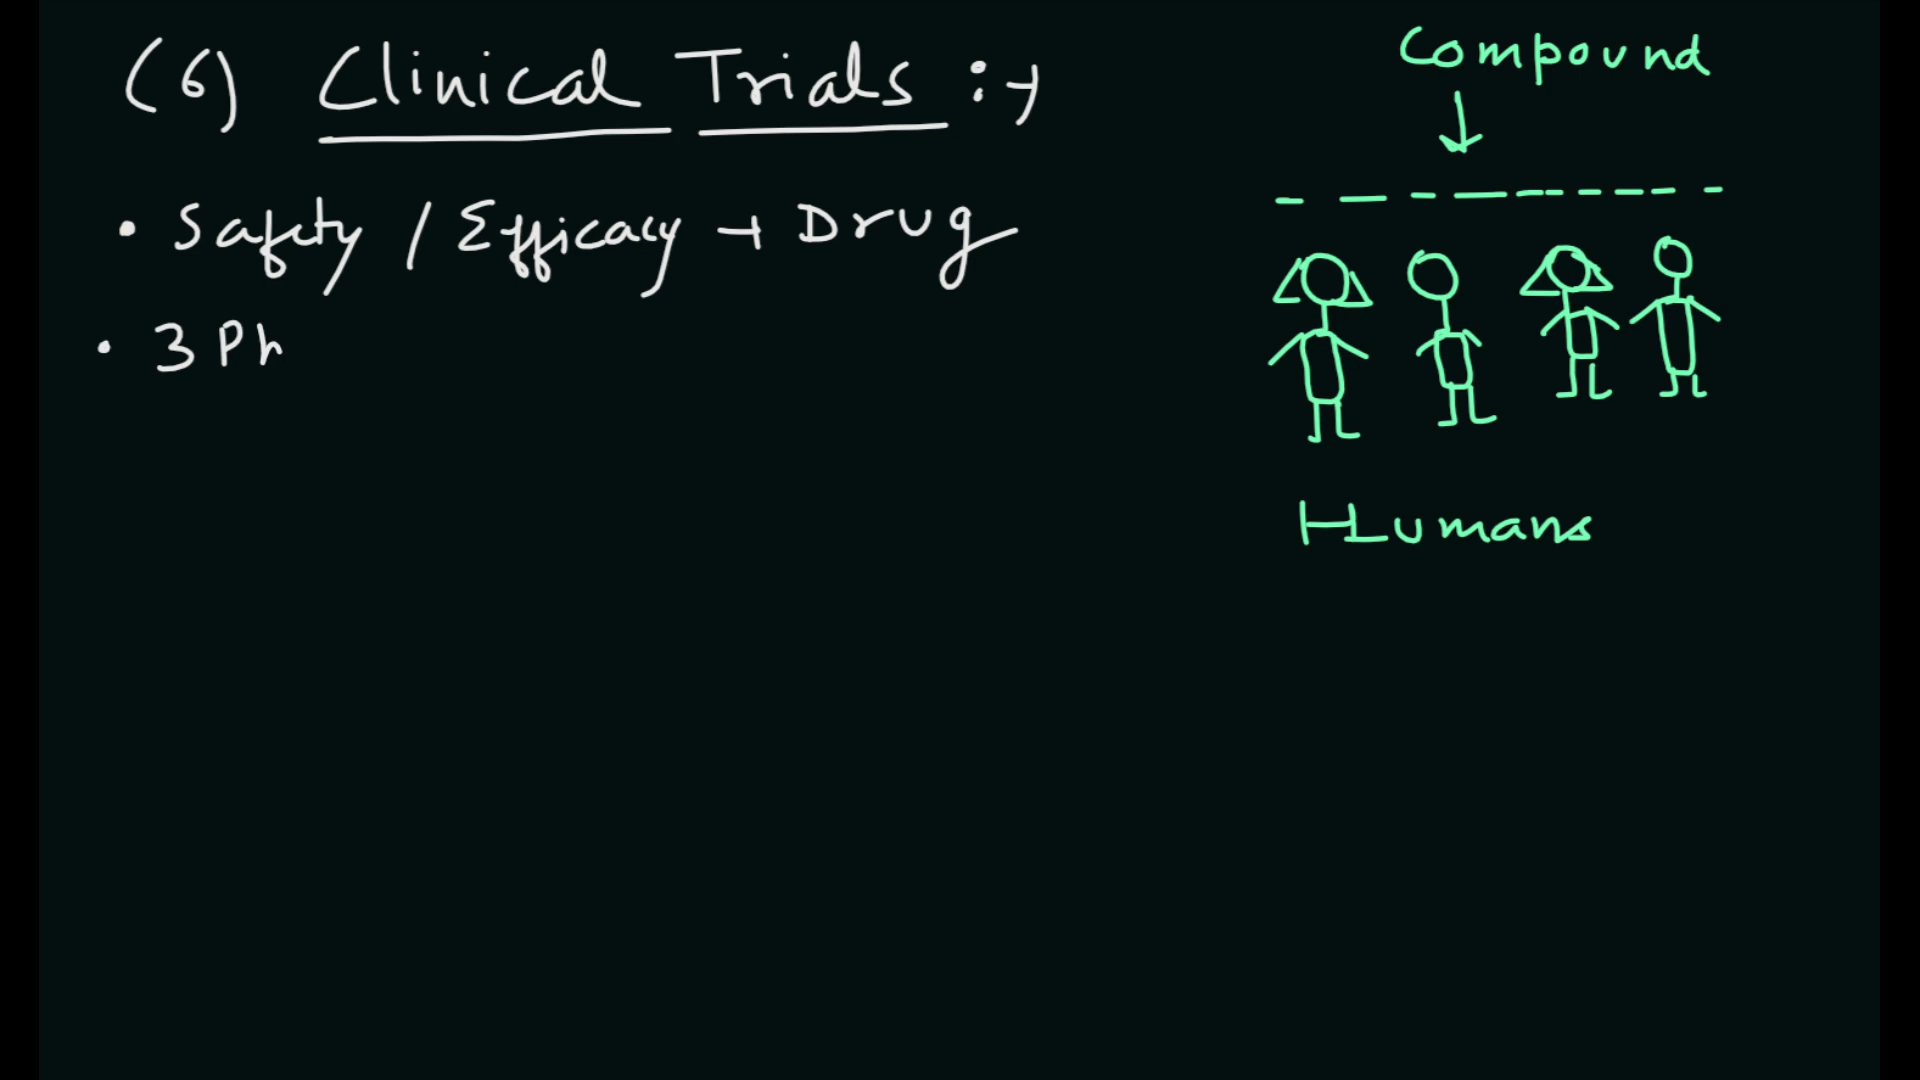 (6) Clinical Trials :→
• Safety / Efficacy → Drug
• 3 Ph
Compound
Humans